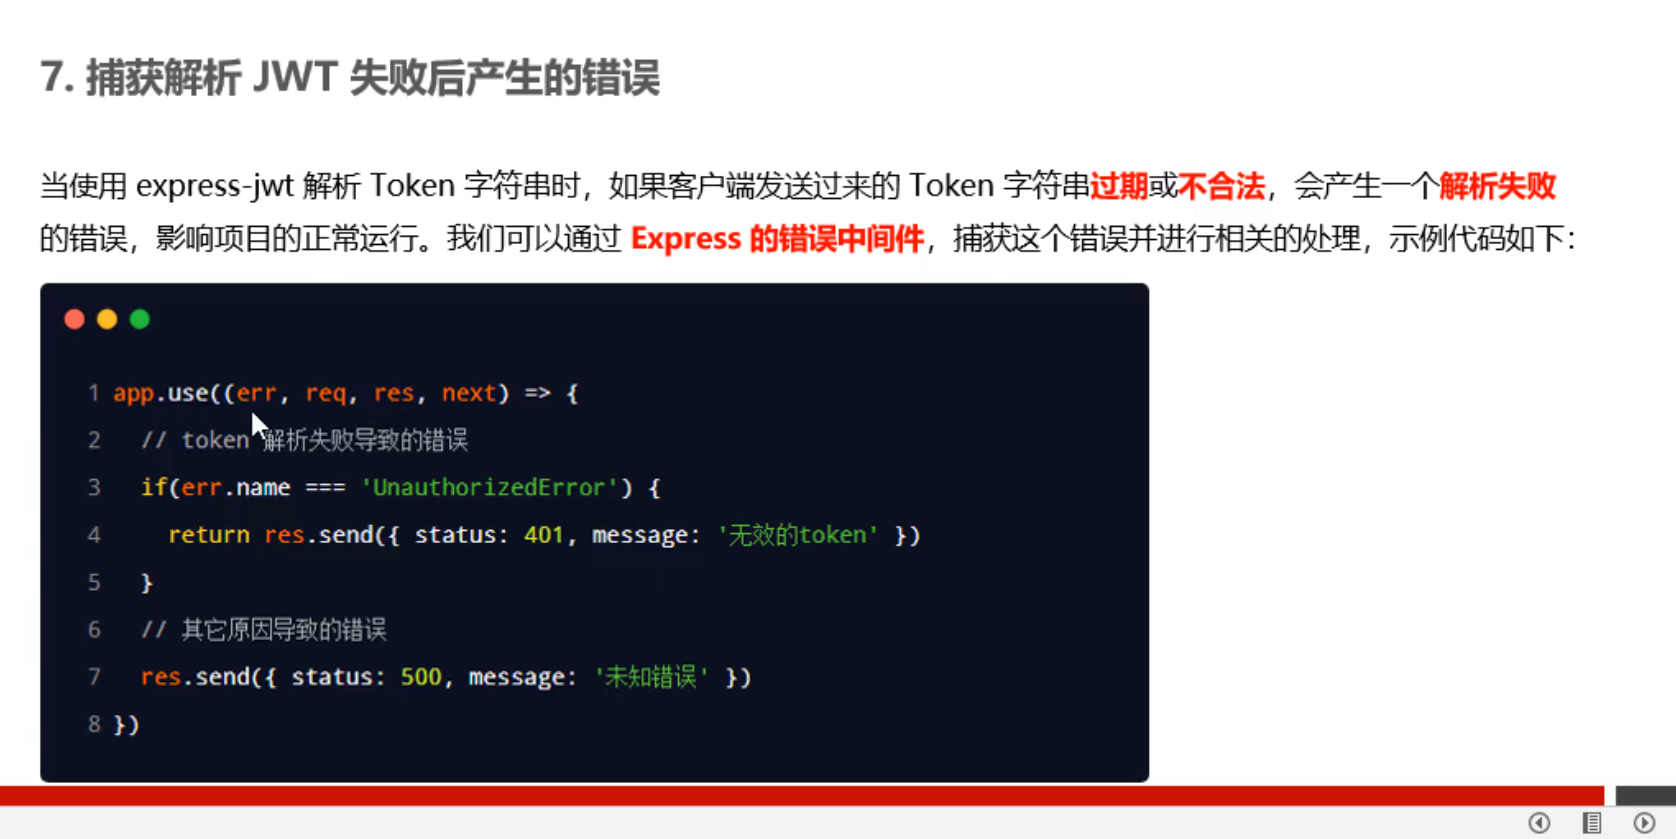 7. 捕获解析 JWT 失败后产生的错误
当使用 express-jwt 解析 Token 字符串时，如果客户端发送过来的 Token 字符串过期或不合法，会产生一个解析失败
的错误，影响项目的正常运行。我们可以通过 Express 的错误中间件，捕获这个错误并进行相关的处理，示例代码如下：
1 app.use((err, req, res, next) => {
2   // token 解析失败导致的错误
3   if(err.name === 'UnauthorizedError') {
4     return res.send({ status: 401, message: '无效的token' })
5   }
6   // 其它原因导致的错误
7   res.send({ status: 500, message: '未知错误' })
8 })